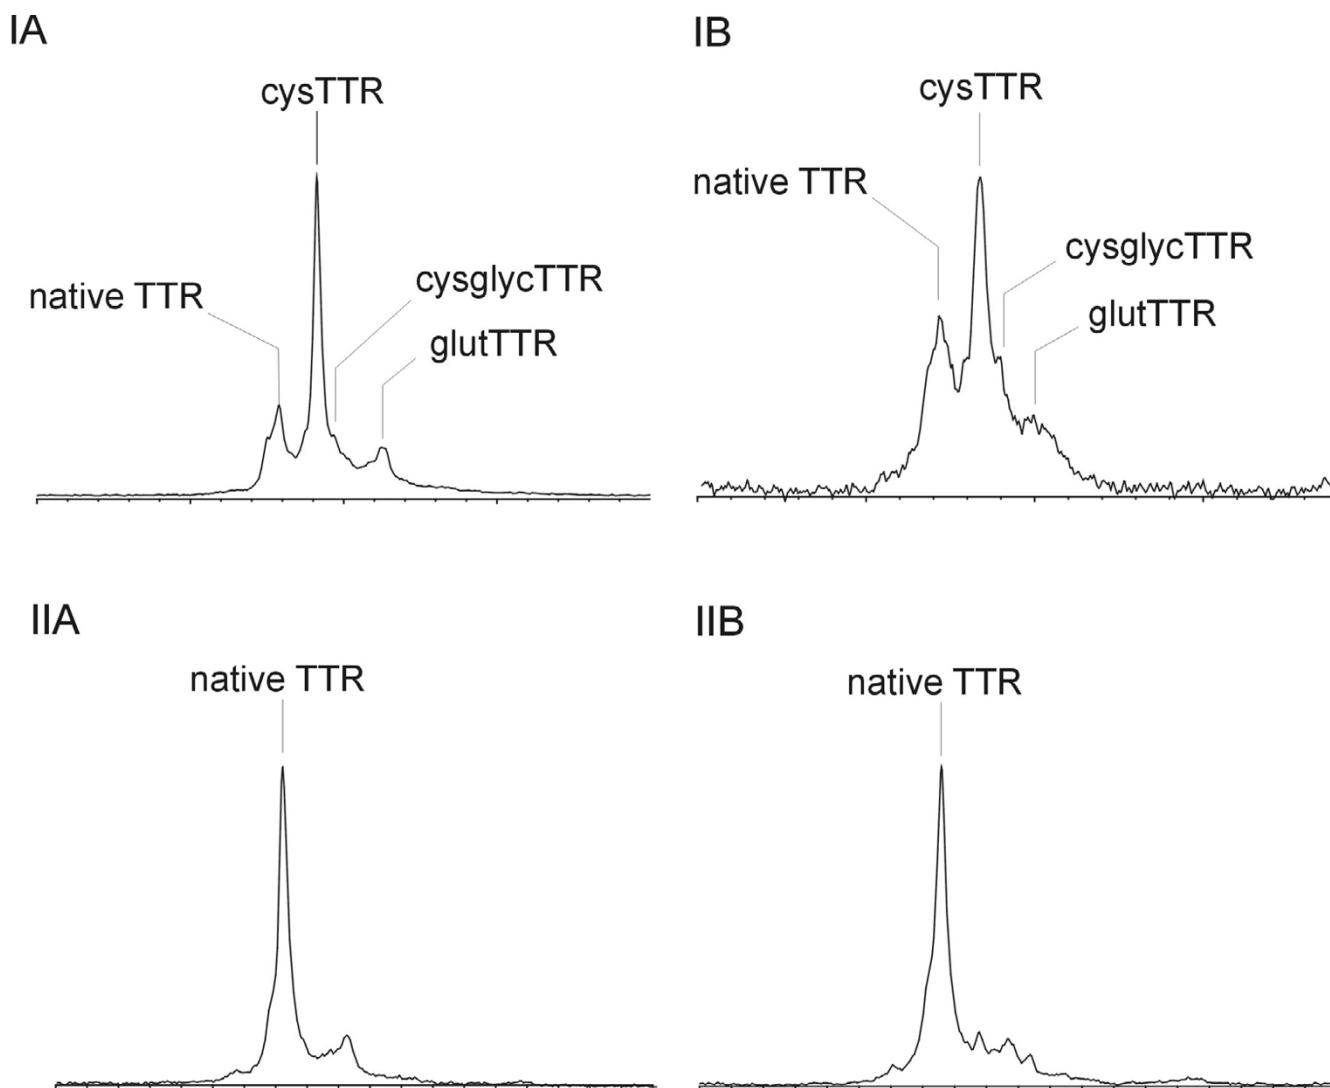 IA
cysTTR
native TTR
cysglycTTR
glutTTR
IB
cysTTR
native TTR
cysglycTTR
glutTTR
IIA
native TTR
IIB
native TTR